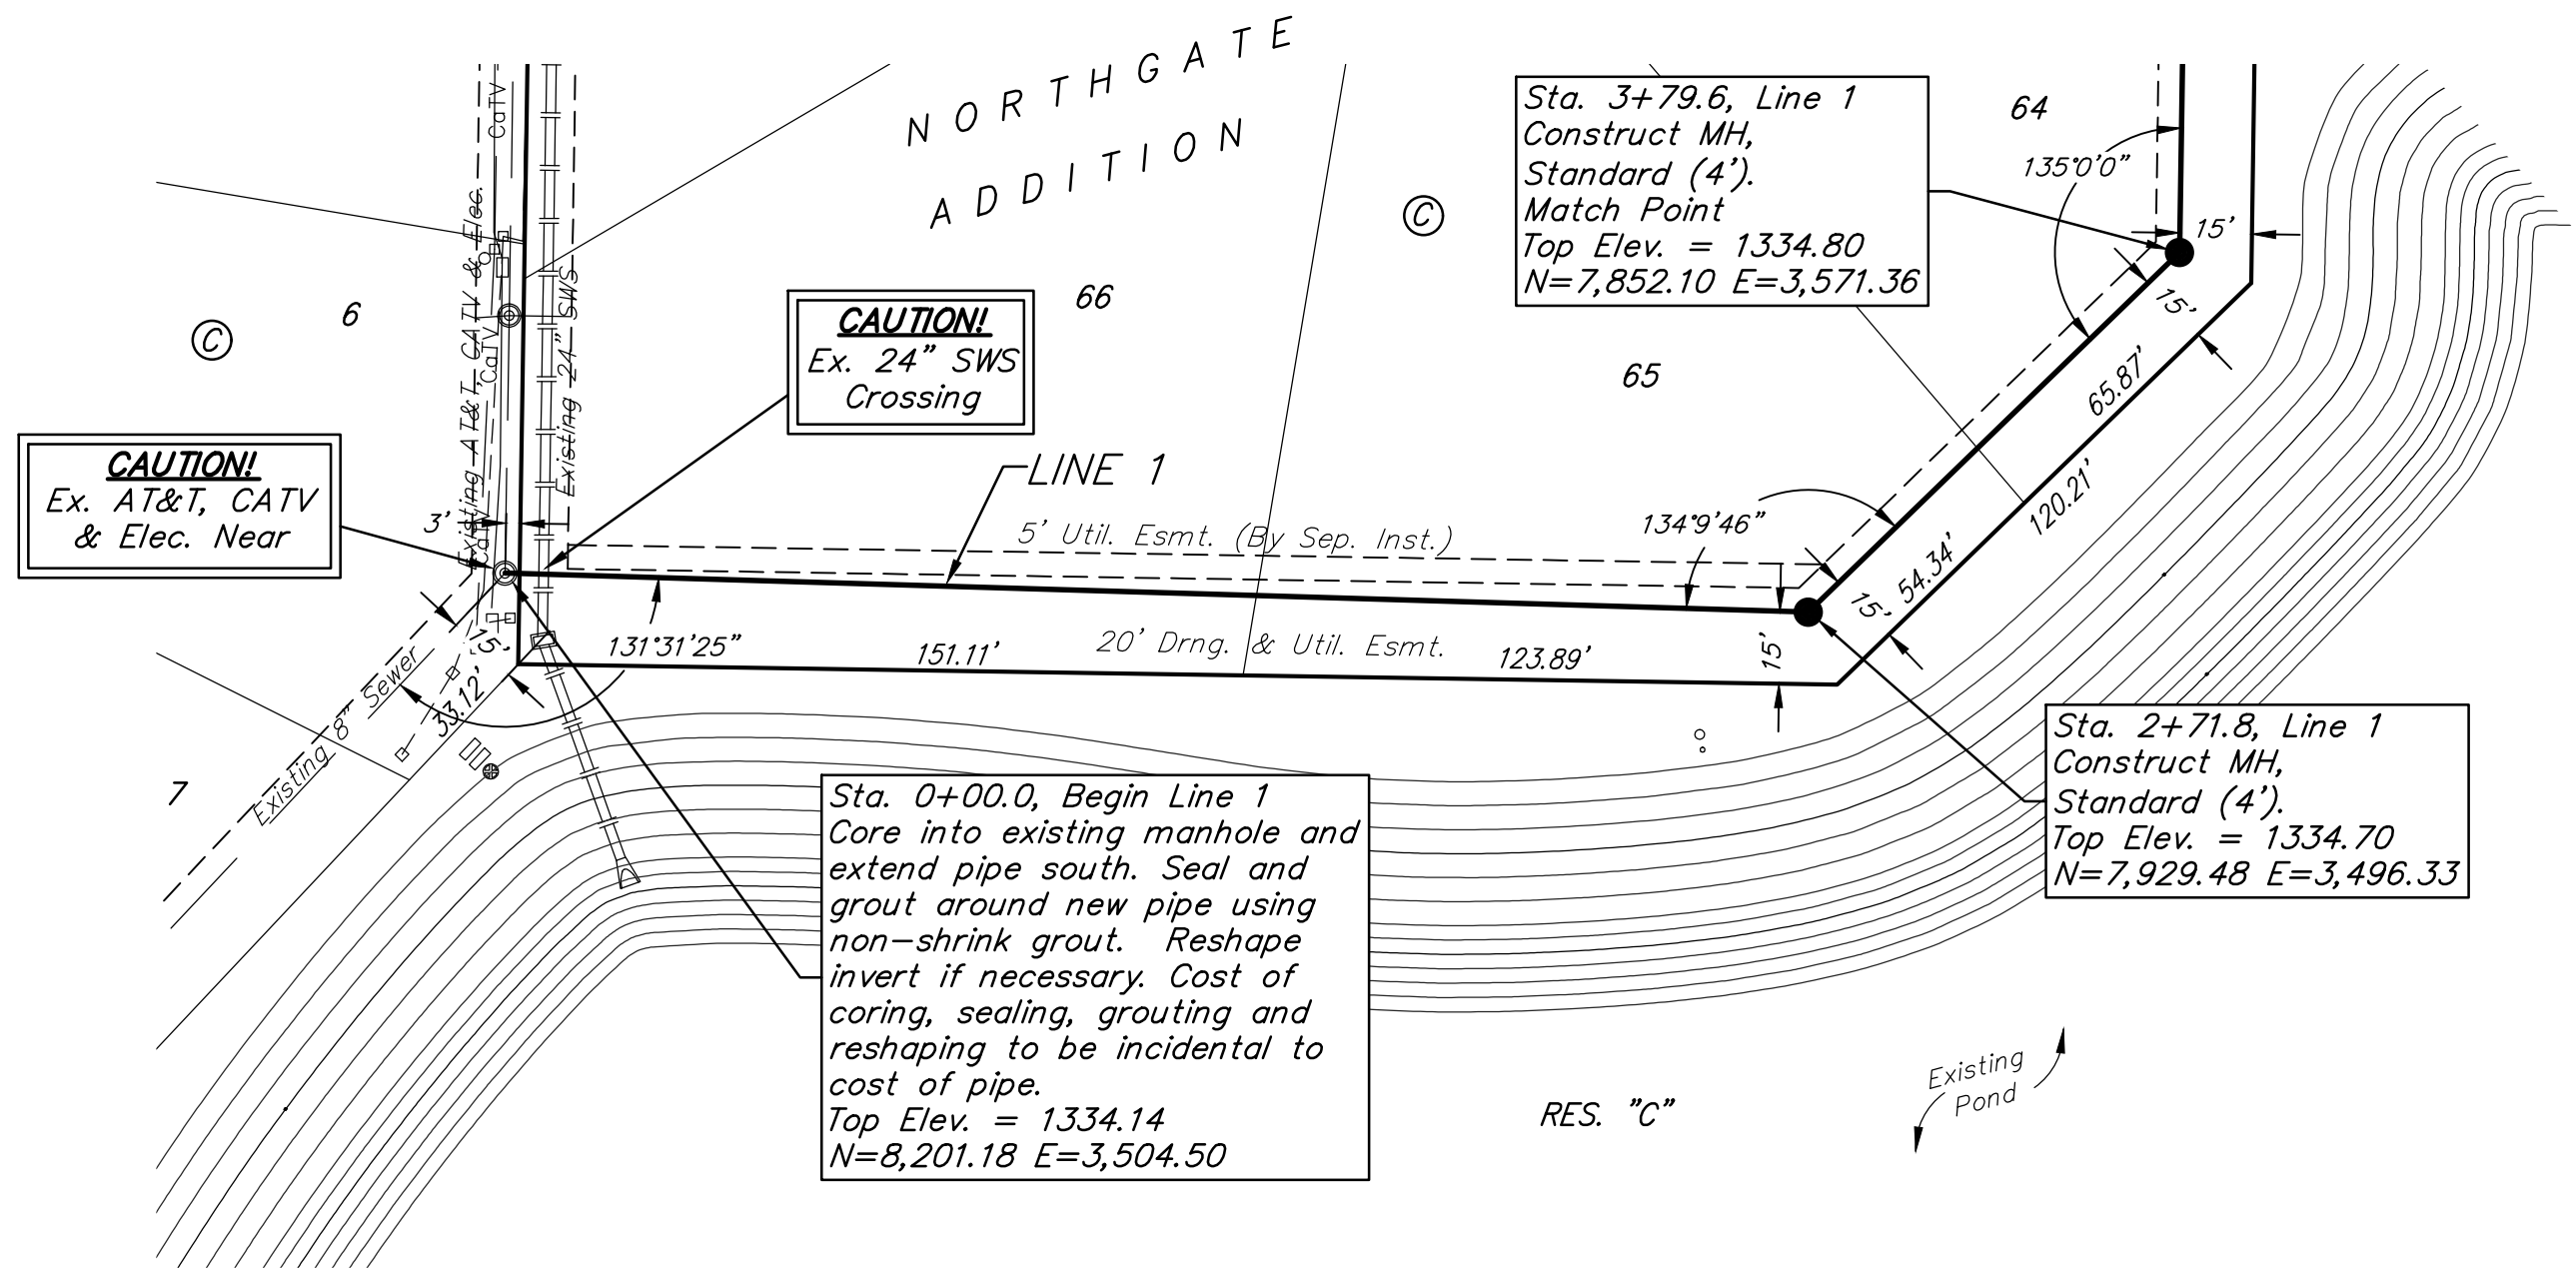 NORTHGATE
ADDITION
Sta. 3+79.6, Line 1
Construct MH,
Standard (4').
Match Point
Top Elev. = 1334.80
N=7,852.10 E=3,571.36
64
135°0'0"
15'
15'
65.87'
120.21'
54.34'
15'
CaTV
Existing AT&T, CATV & Elec.
CaTV
CaTV
Existing 24" SWS
6
C
66
C
65
CAUTION!
Ex. 24" SWS
Crossing
CAUTION!
Ex. AT&T, CATV
& Elec. Near
3'
LINE 1
5' Util. Esmt. (By Sep. Inst.)
134°9'46"
131°31'25"
151.11'
20' Drng. & Util. Esmt.
123.89'
15'
15'
33.12'
Existing 8" Sewer
7
Sta. 2+71.8, Line 1
Construct MH,
Standard (4').
Top Elev. = 1334.70
N=7,929.48 E=3,496.33
Sta. 0+00.0, Begin Line 1
Core into existing manhole and
extend pipe south. Seal and
grout around new pipe using
non-shrink grout. Reshape
invert if necessary. Cost of
coring, sealing, grouting and
reshaping to be incidental to
cost of pipe.
Top Elev. = 1334.14
N=8,201.18 E=3,504.50
RES. "C"
Existing
Pond